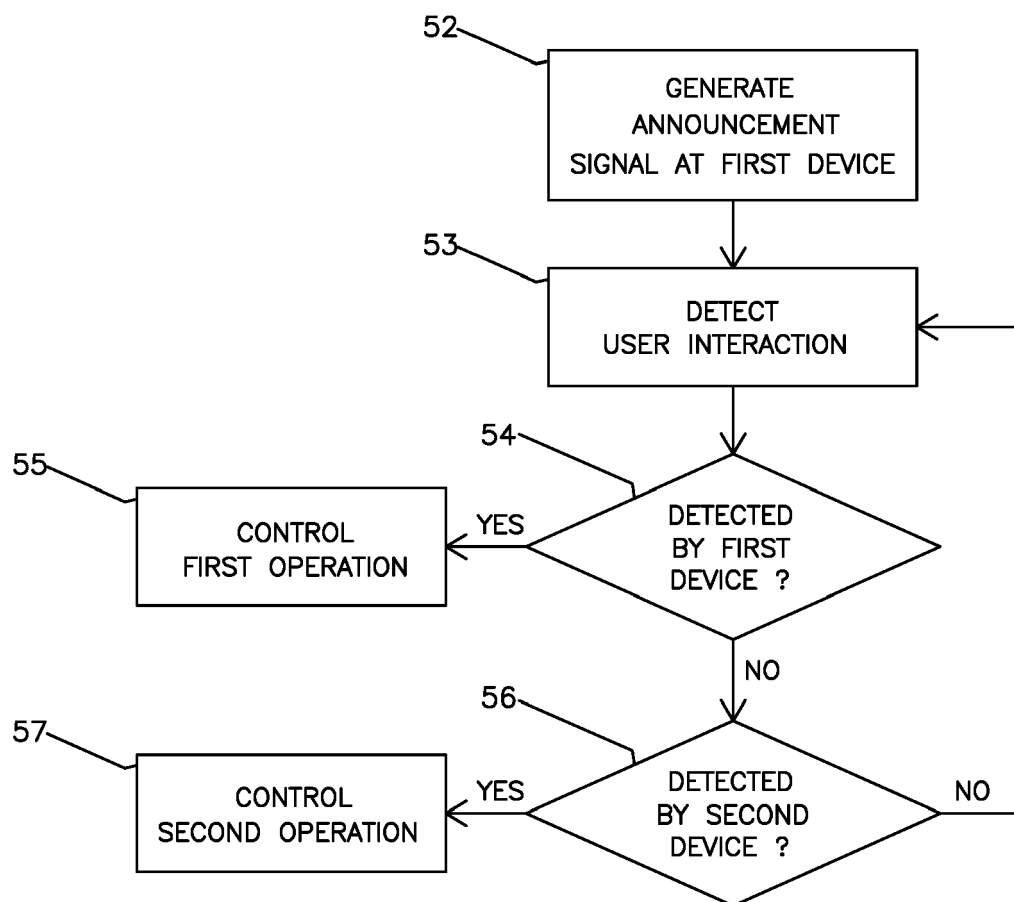 52
GENERATE
ANNOUNCEMENT
SIGNAL AT FIRST DEVICE
53
DETECT
USER INTERACTION
54
DETECTED
BY FIRST
DEVICE ?
YES
55
CONTROL
FIRST OPERATION
NO
56
DETECTED
BY SECOND
DEVICE ?
YES
NO
57
CONTROL
SECOND OPERATION